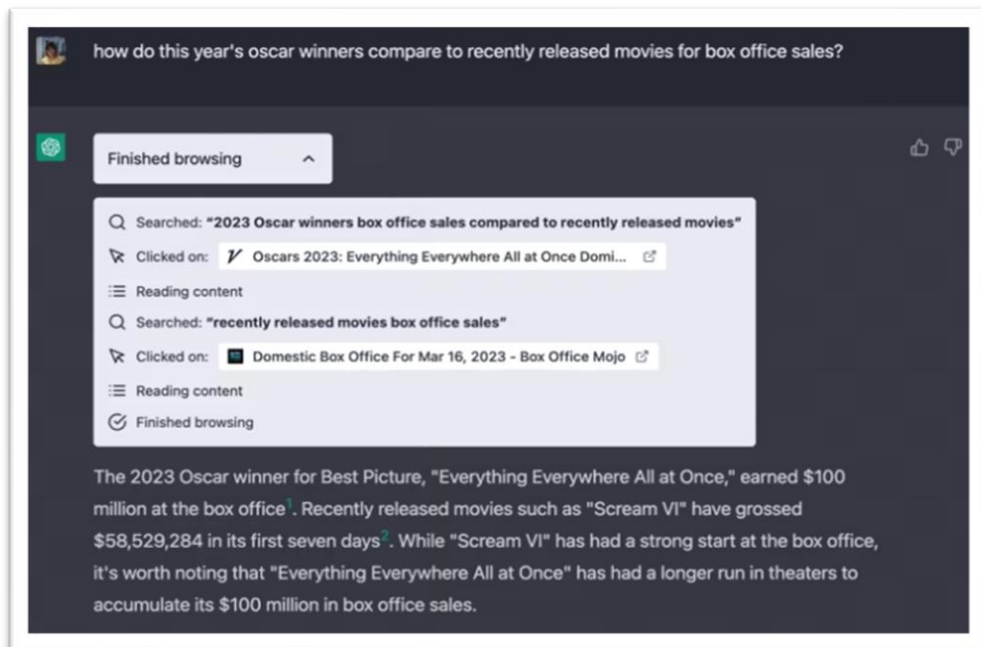 how do this year's oscar winners compare to recently released movies for box office sales?
Finished browsing
Searched: "2023 Oscar winners box office sales compared to recently released movies"
Clicked on: V Oscars 2023: Everything Everywhere All at Once Domi...
Reading content
Searched: "recently released movies box office sales"
Clicked on: Domestic Box Office For Mar 16, 2023 - Box Office Mojo
Reading content
Finished browsing
The 2023 Oscar winner for Best Picture, "Everything Everywhere All at Once," earned $100
million at the box office¹. Recently released movies such as "Scream VI" have grossed
$58,529,284 in its first seven days². While "Scream VI" has had a strong start at the box office,
it's worth noting that "Everything Everywhere All at Once" has had a longer run in theaters to
accumulate its $100 million in box office sales.